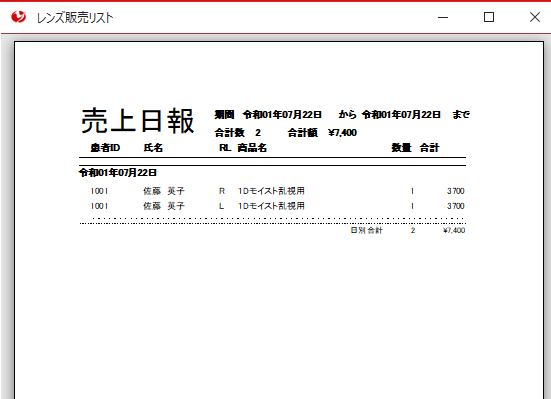 レンズ販売リスト
売上日報 期間 令和01年07月22日 から 令和01年07月22日 まで
合計数 2 合計額 ¥7,400
患者ID 氏名 RL 商品名 数量 合計
令和01年07月22日
1001 佐藤 英子 R 1Dモイスト乱視用 1 3700
1001 佐藤 英子 L 1Dモイスト乱視用 1 3700
日別合計 2 ¥7,400